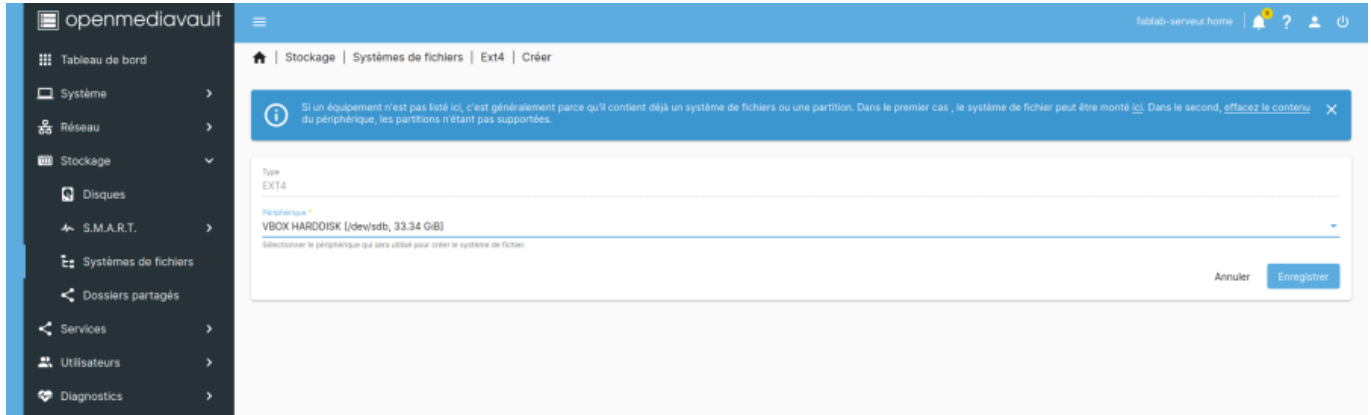 openmediavault
fablab-serveur.home
Tableau de bord
Stockage | Systèmes de fichiers | Ext4 | Créer
Système
Si un équipement n'est pas listé ici, c'est généralement parce qu'il contient déjà un système de fichiers ou une partition. Dans le premier cas , le système de fichier peut être monté ici. Dans le second, effacez le contenu
du périphérique, les partitions n'étant pas supportées.
Réseau
Stockage
Type
EXT4
Disques
Périphérique *
VBOX HARDDISK [/dev/sdb, 33.34 GiB]
S.M.A.R.T.
Sélectionner le périphérique qui sera utilisé pour créer le système de fichier.
Systèmes de fichiers
Annuler
Enregistrer
Dossiers partagés
Services
Utilisateurs
Diagnostics